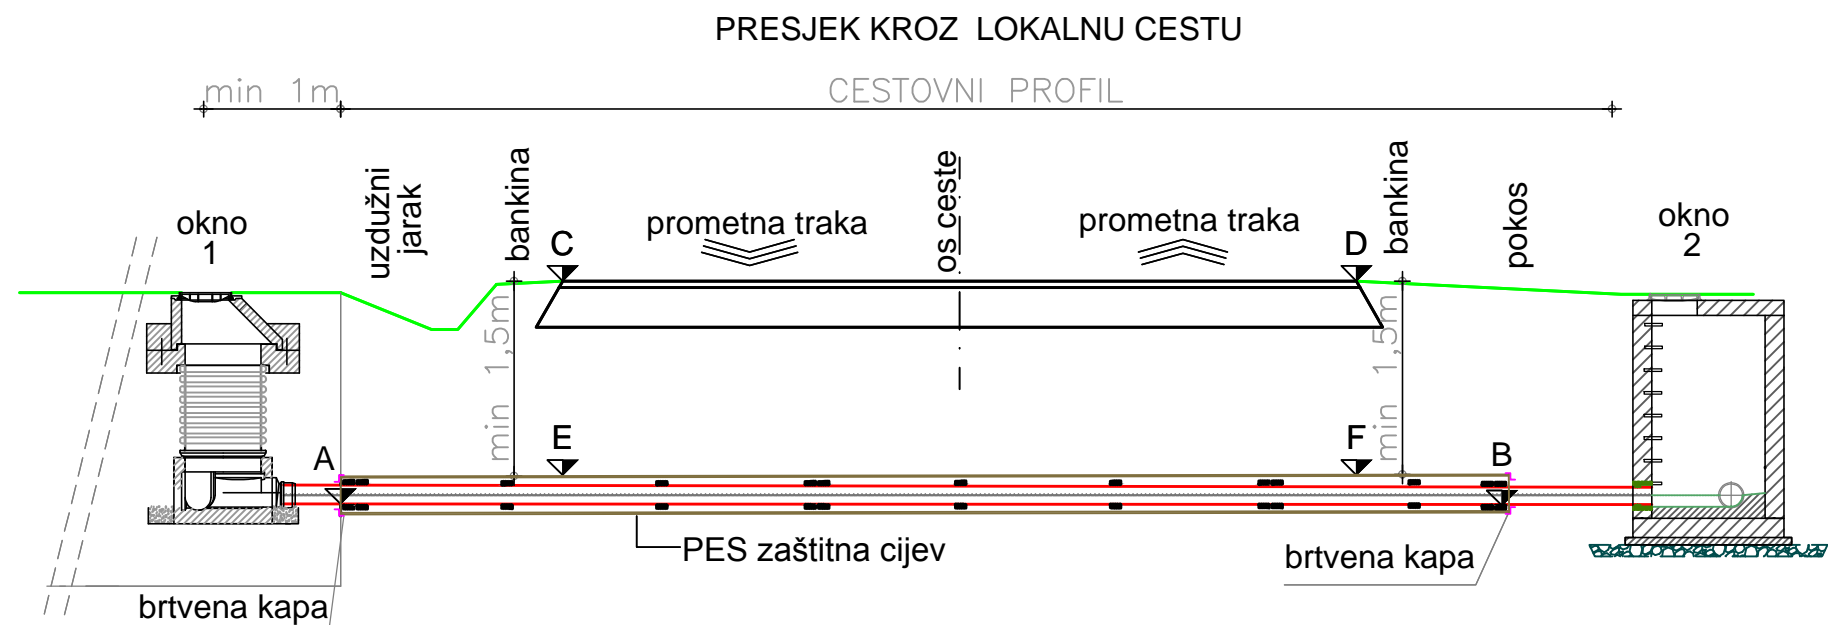 PRESJEK KROZ LOKALNU CESTU
min 1m
CESTOVNI PROFIL
okno
1
uzdužni
jarak
bankina
C
prometna traka
os ceste
prometna traka
D
bankina
pokos
okno
2
min 1,5m
min 1,5m
A
E
F
B
PES zaštitna cijev
brtvena kapa
brtvena kapa